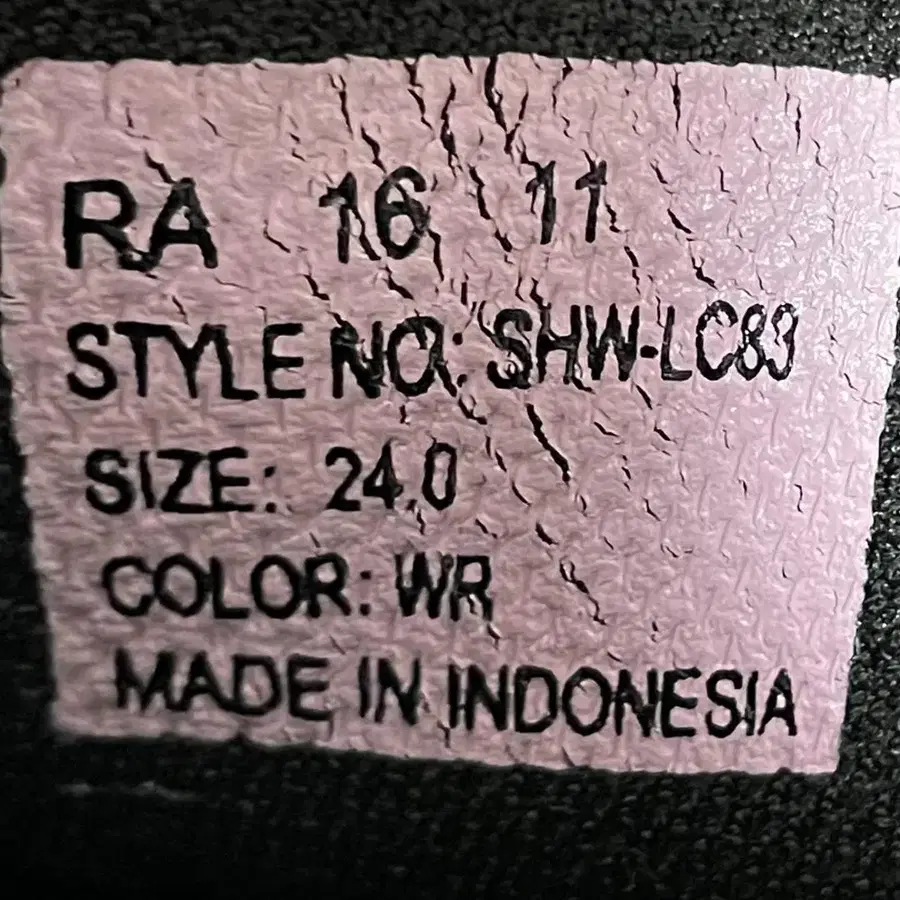 RA 16 11
STYLE NO: SHW-LC83
SIZE: 24.0
COLOR: WR
MADE IN INDONESIA